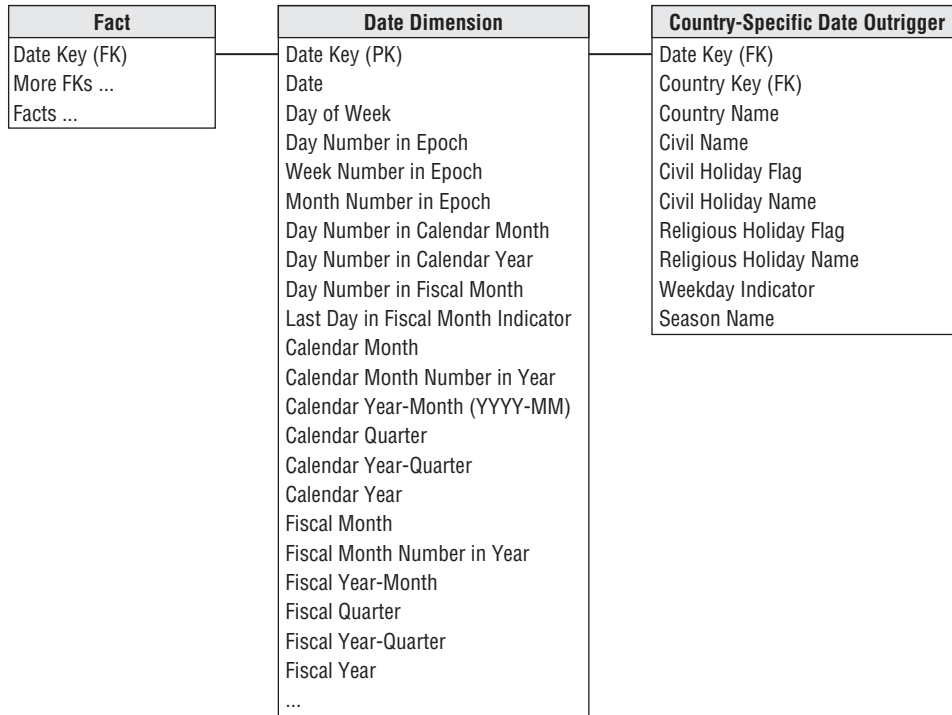 Fact
Date Key (FK)
More FKs ...
Facts ...
Date Dimension
Date Key (PK)
Date
Day of Week
Day Number in Epoch
Week Number in Epoch
Month Number in Epoch
Day Number in Calendar Month
Day Number in Calendar Year
Day Number in Fiscal Month
Last Day in Fiscal Month Indicator
Calendar Month
Calendar Month Number in Year
Calendar Year-Month (YYYY-MM)
Calendar Quarter
Calendar Year-Quarter
Calendar Year
Fiscal Month
Fiscal Month Number in Year
Fiscal Year-Month
Fiscal Quarter
Fiscal Year-Quarter
Fiscal Year
...
Country-Specific Date Outrigger
Date Key (FK)
Country Key (FK)
Country Name
Civil Name
Civil Holiday Flag
Civil Holiday Name
Religious Holiday Flag
Religious Holiday Name
Weekday Indicator
Season Name